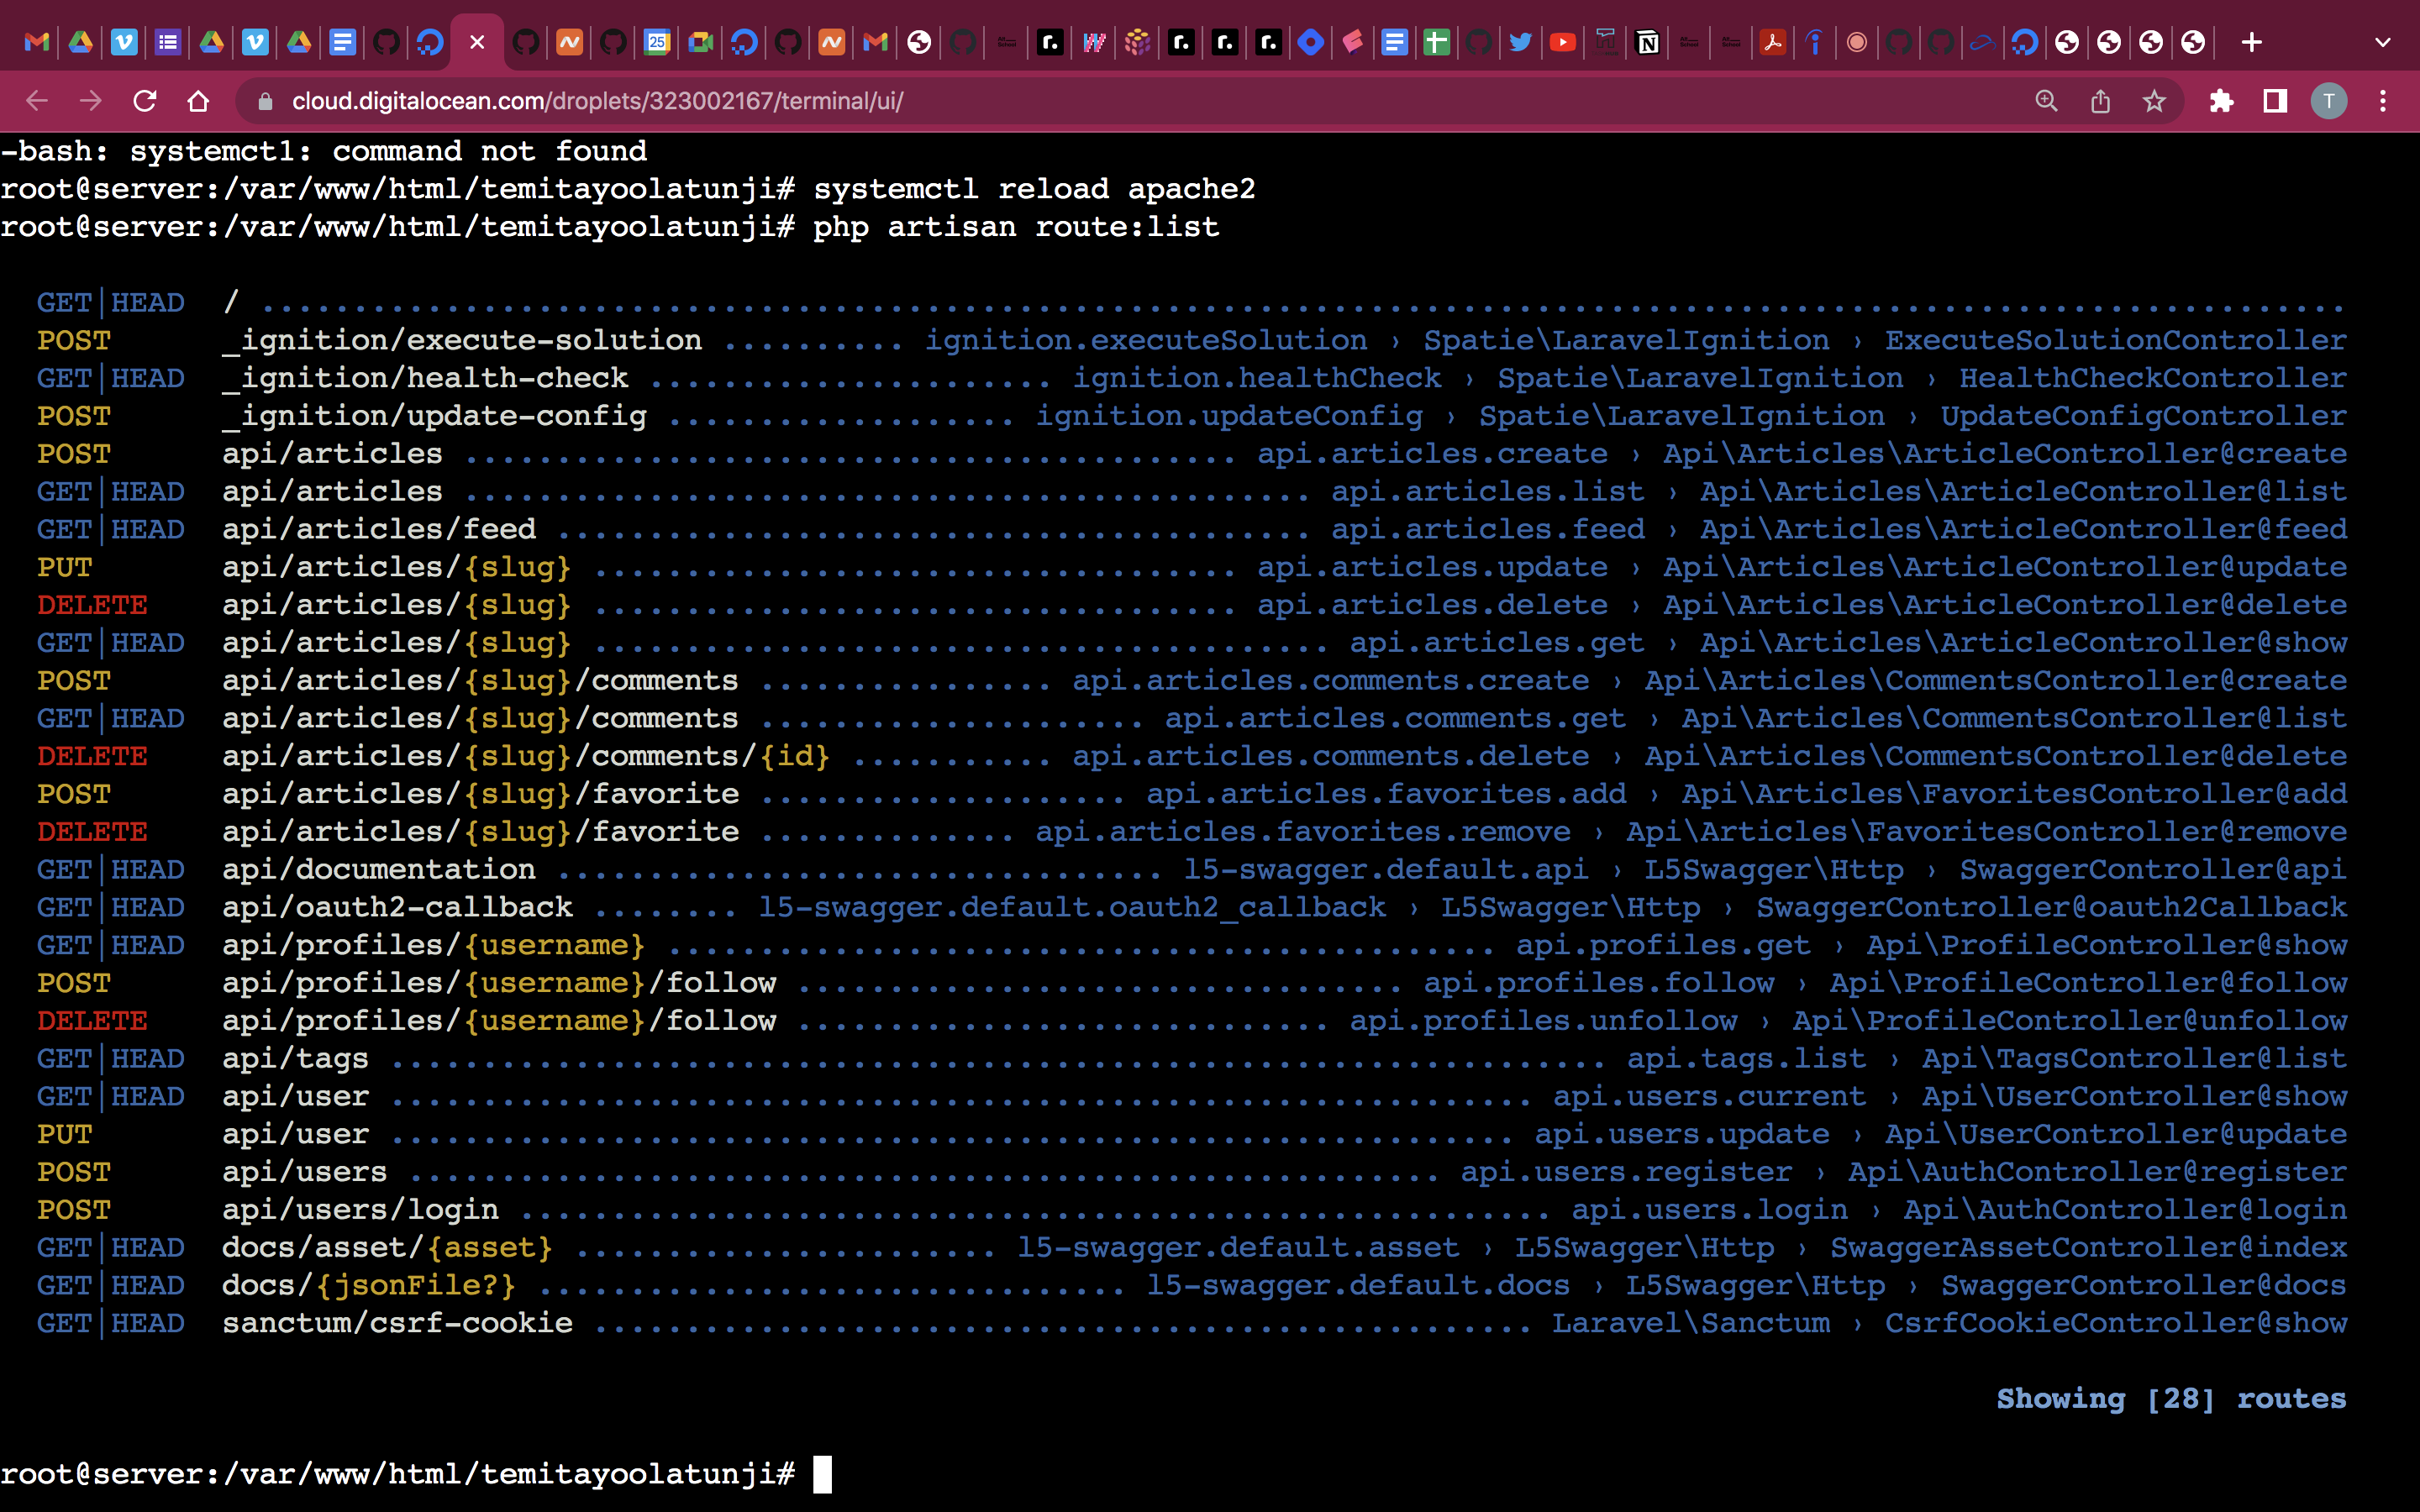 25
cloud.digitalocean.com/droplets/323002167/terminal/ui/
T
-bash: systemct1: command not found
root@server:/var/www/html/temitayoolatunji# systemctl reload apache2
root@server:/var/www/html/temitayoolatunji# php artisan route:list
GET|HEAD / ................................................................................................................
POST _ignition/execute-solution .......... ignition.executeSolution › Spatie\LaravelIgnition › ExecuteSolutionController
GET|HEAD _ignition/health-check ...................... ignition.healthCheck › Spatie\LaravelIgnition › HealthCheckController
POST _ignition/update-config ................... ignition.updateConfig › Spatie\LaravelIgnition › UpdateConfigController
POST api/articles .......................................... api.articles.create › Api\Articles\ArticleController@create
GET|HEAD api/articles .............................................. api.articles.list › Api\Articles\ArticleController@list
GET|HEAD api/articles/feed ......................................... api.articles.feed › Api\Articles\ArticleController@feed
PUT api/articles/{slug} ................................... api.articles.update › Api\Articles\ArticleController@update
DELETE api/articles/{slug} ................................... api.articles.delete › Api\Articles\ArticleController@delete
GET|HEAD api/articles/{slug} ........................................ api.articles.get › Api\Articles\ArticleController@show
POST api/articles/{slug}/comments ................ api.articles.comments.create › Api\Articles\CommentsController@create
GET|HEAD api/articles/{slug}/comments ..................... api.articles.comments.get › Api\Articles\CommentsController@list
DELETE api/articles/{slug}/comments/{id} ........... api.articles.comments.delete › Api\Articles\CommentsController@delete
POST api/articles/{slug}/favorite .................... api.articles.favorites.add › Api\Articles\FavoritesController@add
DELETE api/articles/{slug}/favorite .............. api.articles.favorites.remove › Api\Articles\FavoritesController@remove
GET|HEAD api/documentation ................................. l5-swagger.default.api › L5Swagger\Http › SwaggerController@api
GET|HEAD api/oauth2-callback ........ l5-swagger.default.oauth2_callback › L5Swagger\Http › SwaggerController@oauth2Callback
GET|HEAD api/profiles/{username} ............................................. api.profiles.get › Api\ProfileController@show
POST api/profiles/{username}/follow ................................. api.profiles.follow › Api\ProfileController@follow
DELETE api/profiles/{username}/follow ............................. api.profiles.unfollow › Api\ProfileController@unfollow
GET|HEAD api/tags .................................................................. api.tags.list › Api\TagsController@list
GET|HEAD api/user .............................................................. api.users.current › Api\UserController@show
PUT api/user ............................................................. api.users.update › Api\UserController@update
POST api/users ........................................................ api.users.register › Api\AuthController@register
POST api/users/login ........................................................ api.users.login › Api\AuthController@login
GET|HEAD docs/asset/{asset} ....................... l5-swagger.default.asset › L5Swagger\Http › SwaggerAssetController@index
GET|HEAD docs/{jsonFile?} ................................ l5-swagger.default.docs › L5Swagger\Http › SwaggerController@docs
GET|HEAD sanctum/csrf-cookie ................................................... Laravel\Sanctum › CsrfCookieController@show
Showing [28] routes
root@server:/var/www/html/temitayoolatunji#